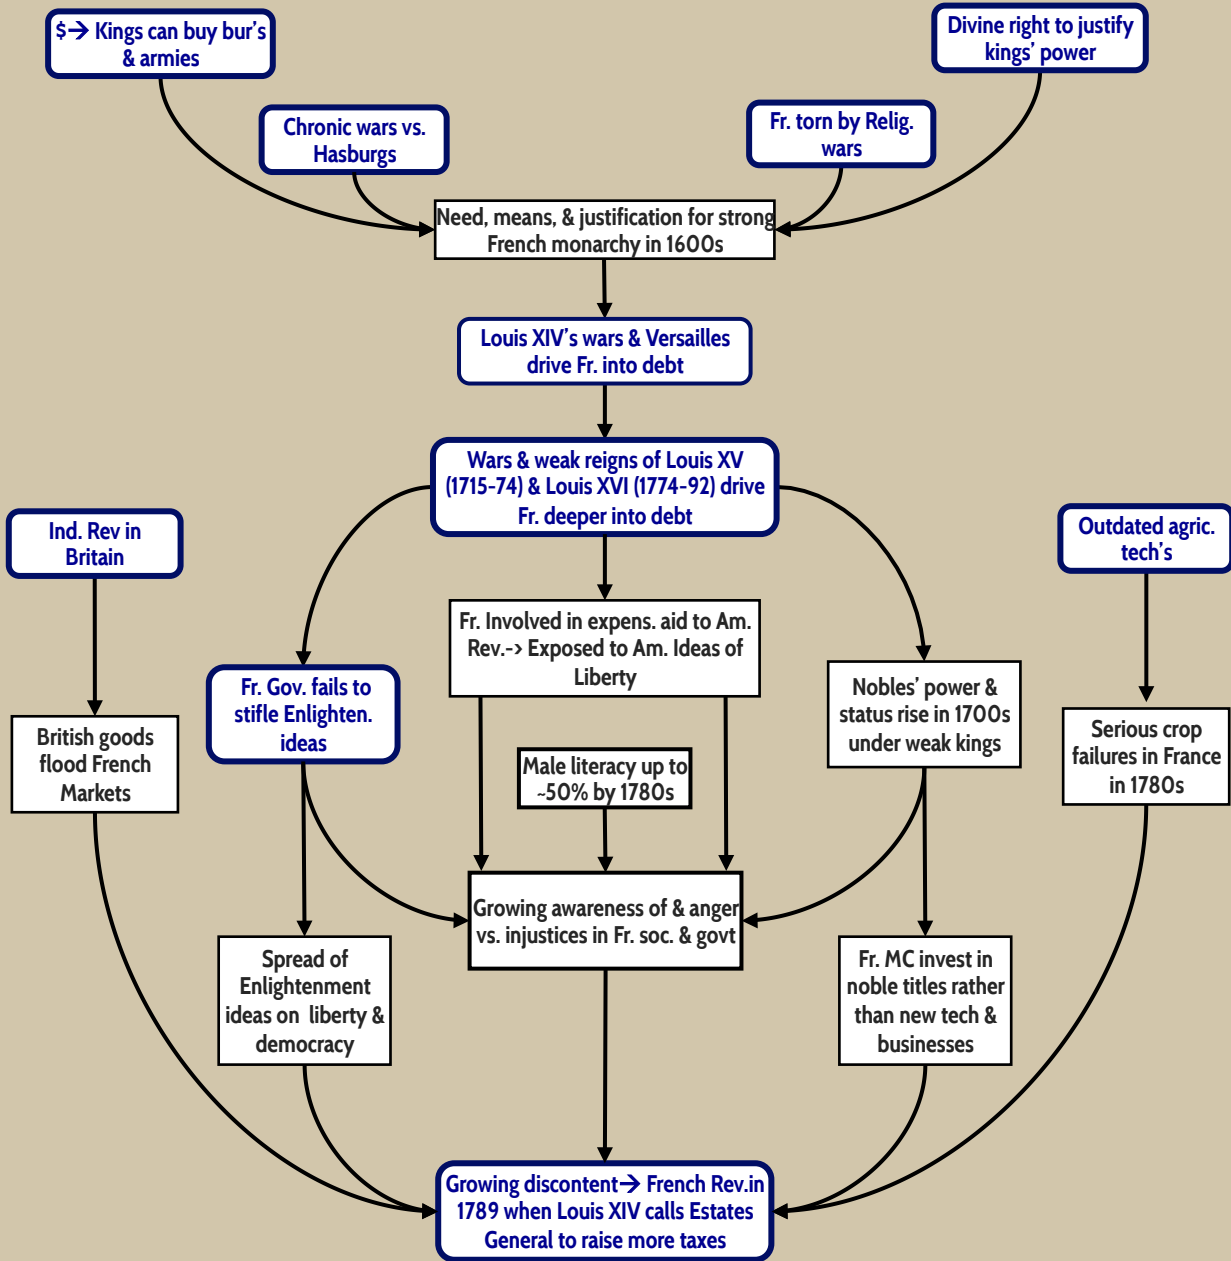 $→ Kings can buy bur's
& armies
Divine right to justify
kings' power
Chronic wars vs.
Hasburgs
Fr. torn by Relig.
wars
Need, means, & justification for strong
French monarchy in 1600s
Louis XIV's wars & Versailles
drive Fr. into debt
Wars & weak reigns of Louis XV
(1715-74) & Louis XVI (1774-92) drive
Fr. deeper into debt
Ind. Rev in
Britain
Outdated agric.
tech's
Fr. Involved in expens. aid to Am.
Rev.-> Exposed to Am. Ideas of
Liberty
Fr. Gov. fails to
stifle Enlighten.
ideas
Nobles' power &
status rise in 1700s
under weak kings
British goods
flood French
Markets
Male literacy up to
~50% by 1780s
Serious crop
failures in France
in 1780s
Growing awareness of & anger
vs. injustices in Fr. soc. & govt
Spread of
Enlightenment
ideas on liberty &
democracy
Fr. MC invest in
noble titles rather
than new tech &
businesses
Growing discontent→ French Rev.in
1789 when Louis XIV calls Estates
General to raise more taxes